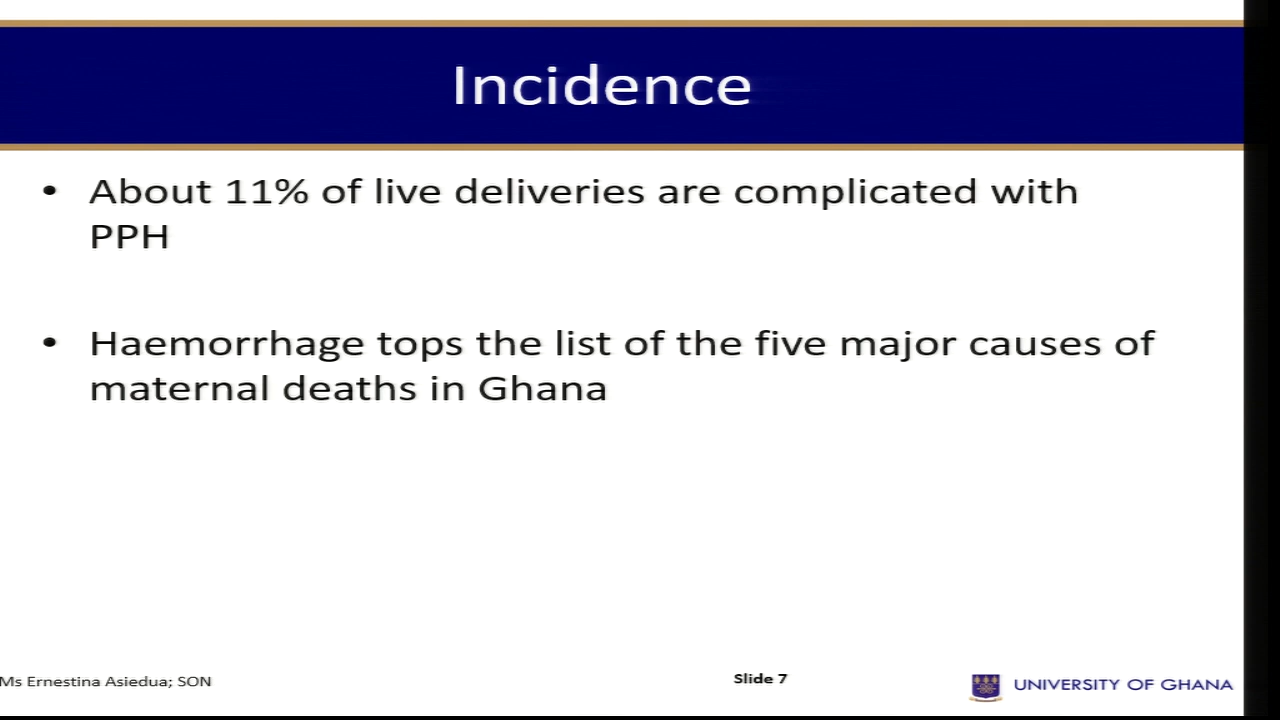 Incidence
• About 11% of live deliveries are complicated with
PPH
• Haemorrhage tops the list of the five major causes of
maternal deaths in Ghana
Ms Ernestina Asiedua; SON
Slide 7
UNIVERSITY OF GHANA